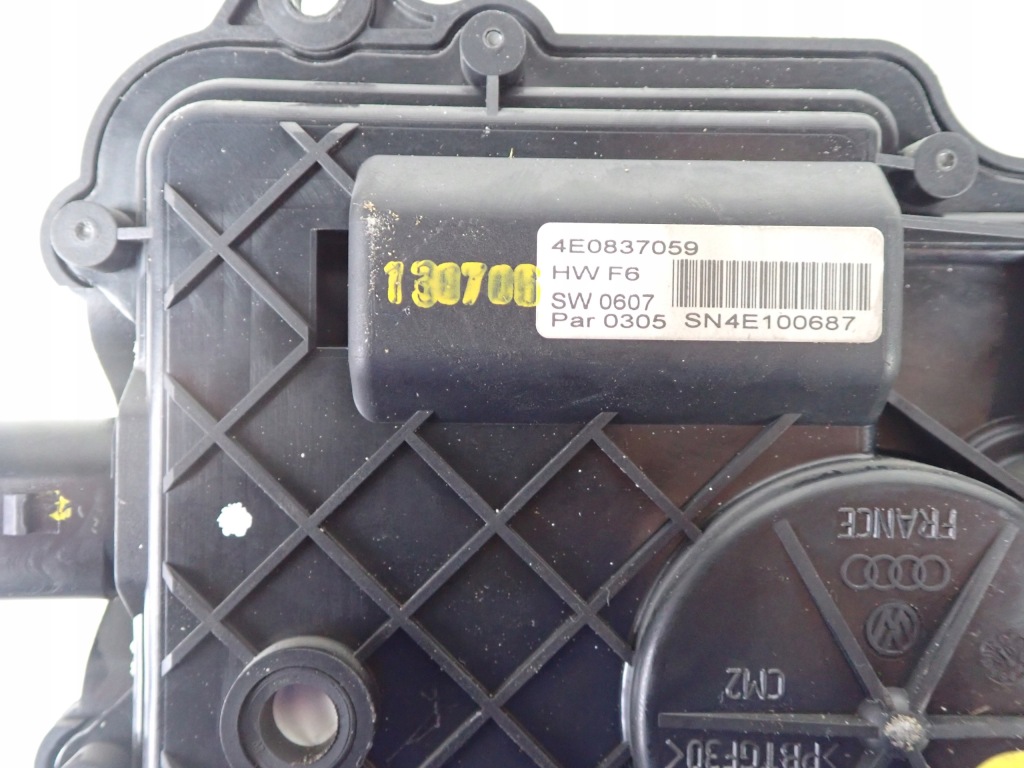 4E0837059
HW F6
SW 0607
Par 0305 SN4E100687
130706
FRANCE
CM2
>PBTGF30<